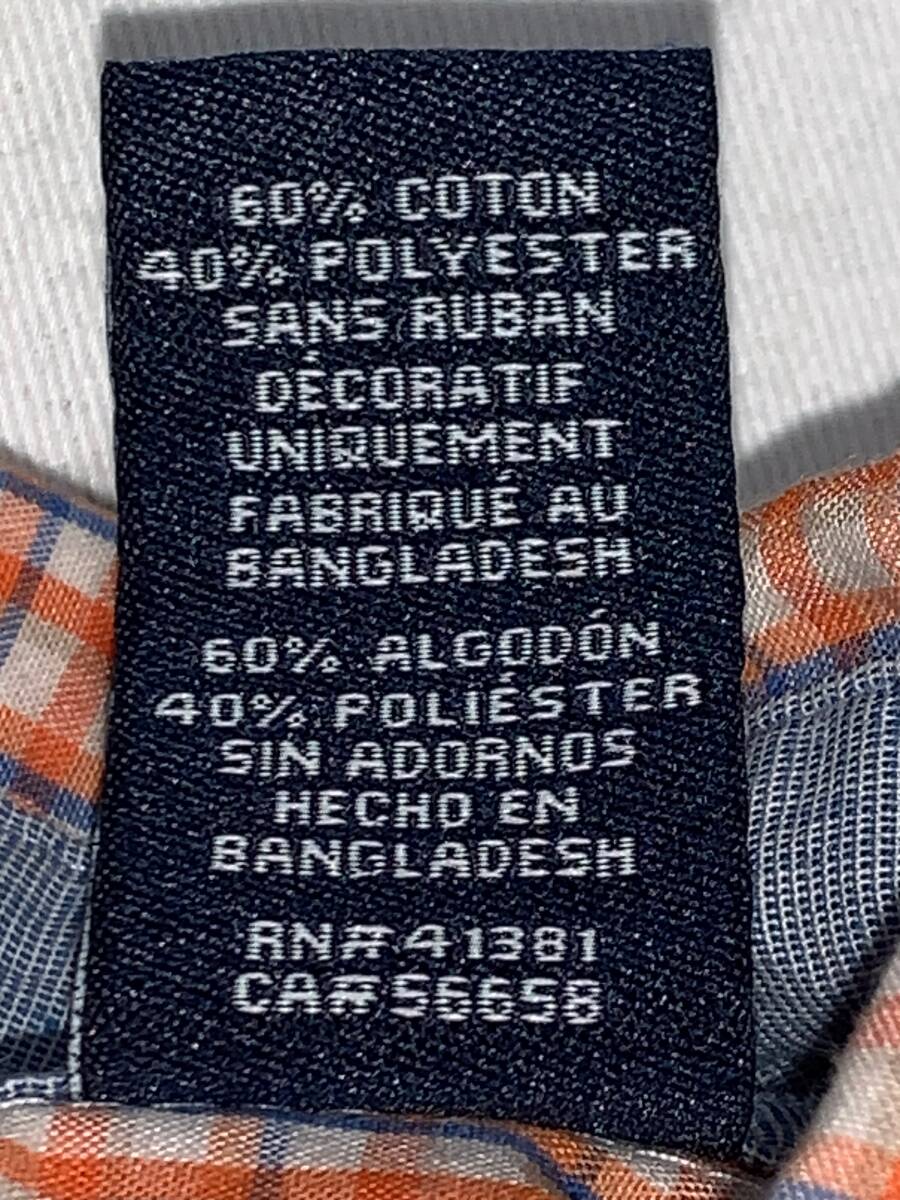 60% COTON
40% POLYESTER
SANS RUBAN
DÉCORATIF
UNIQUEMENT
FABRIQUÉ AU
BANGLADESH
60% ALGODÓN
40% POLIÉSTER
SIN ADORNOS
HECHO EN
BANGLADESH
RN#41381
CA#56658